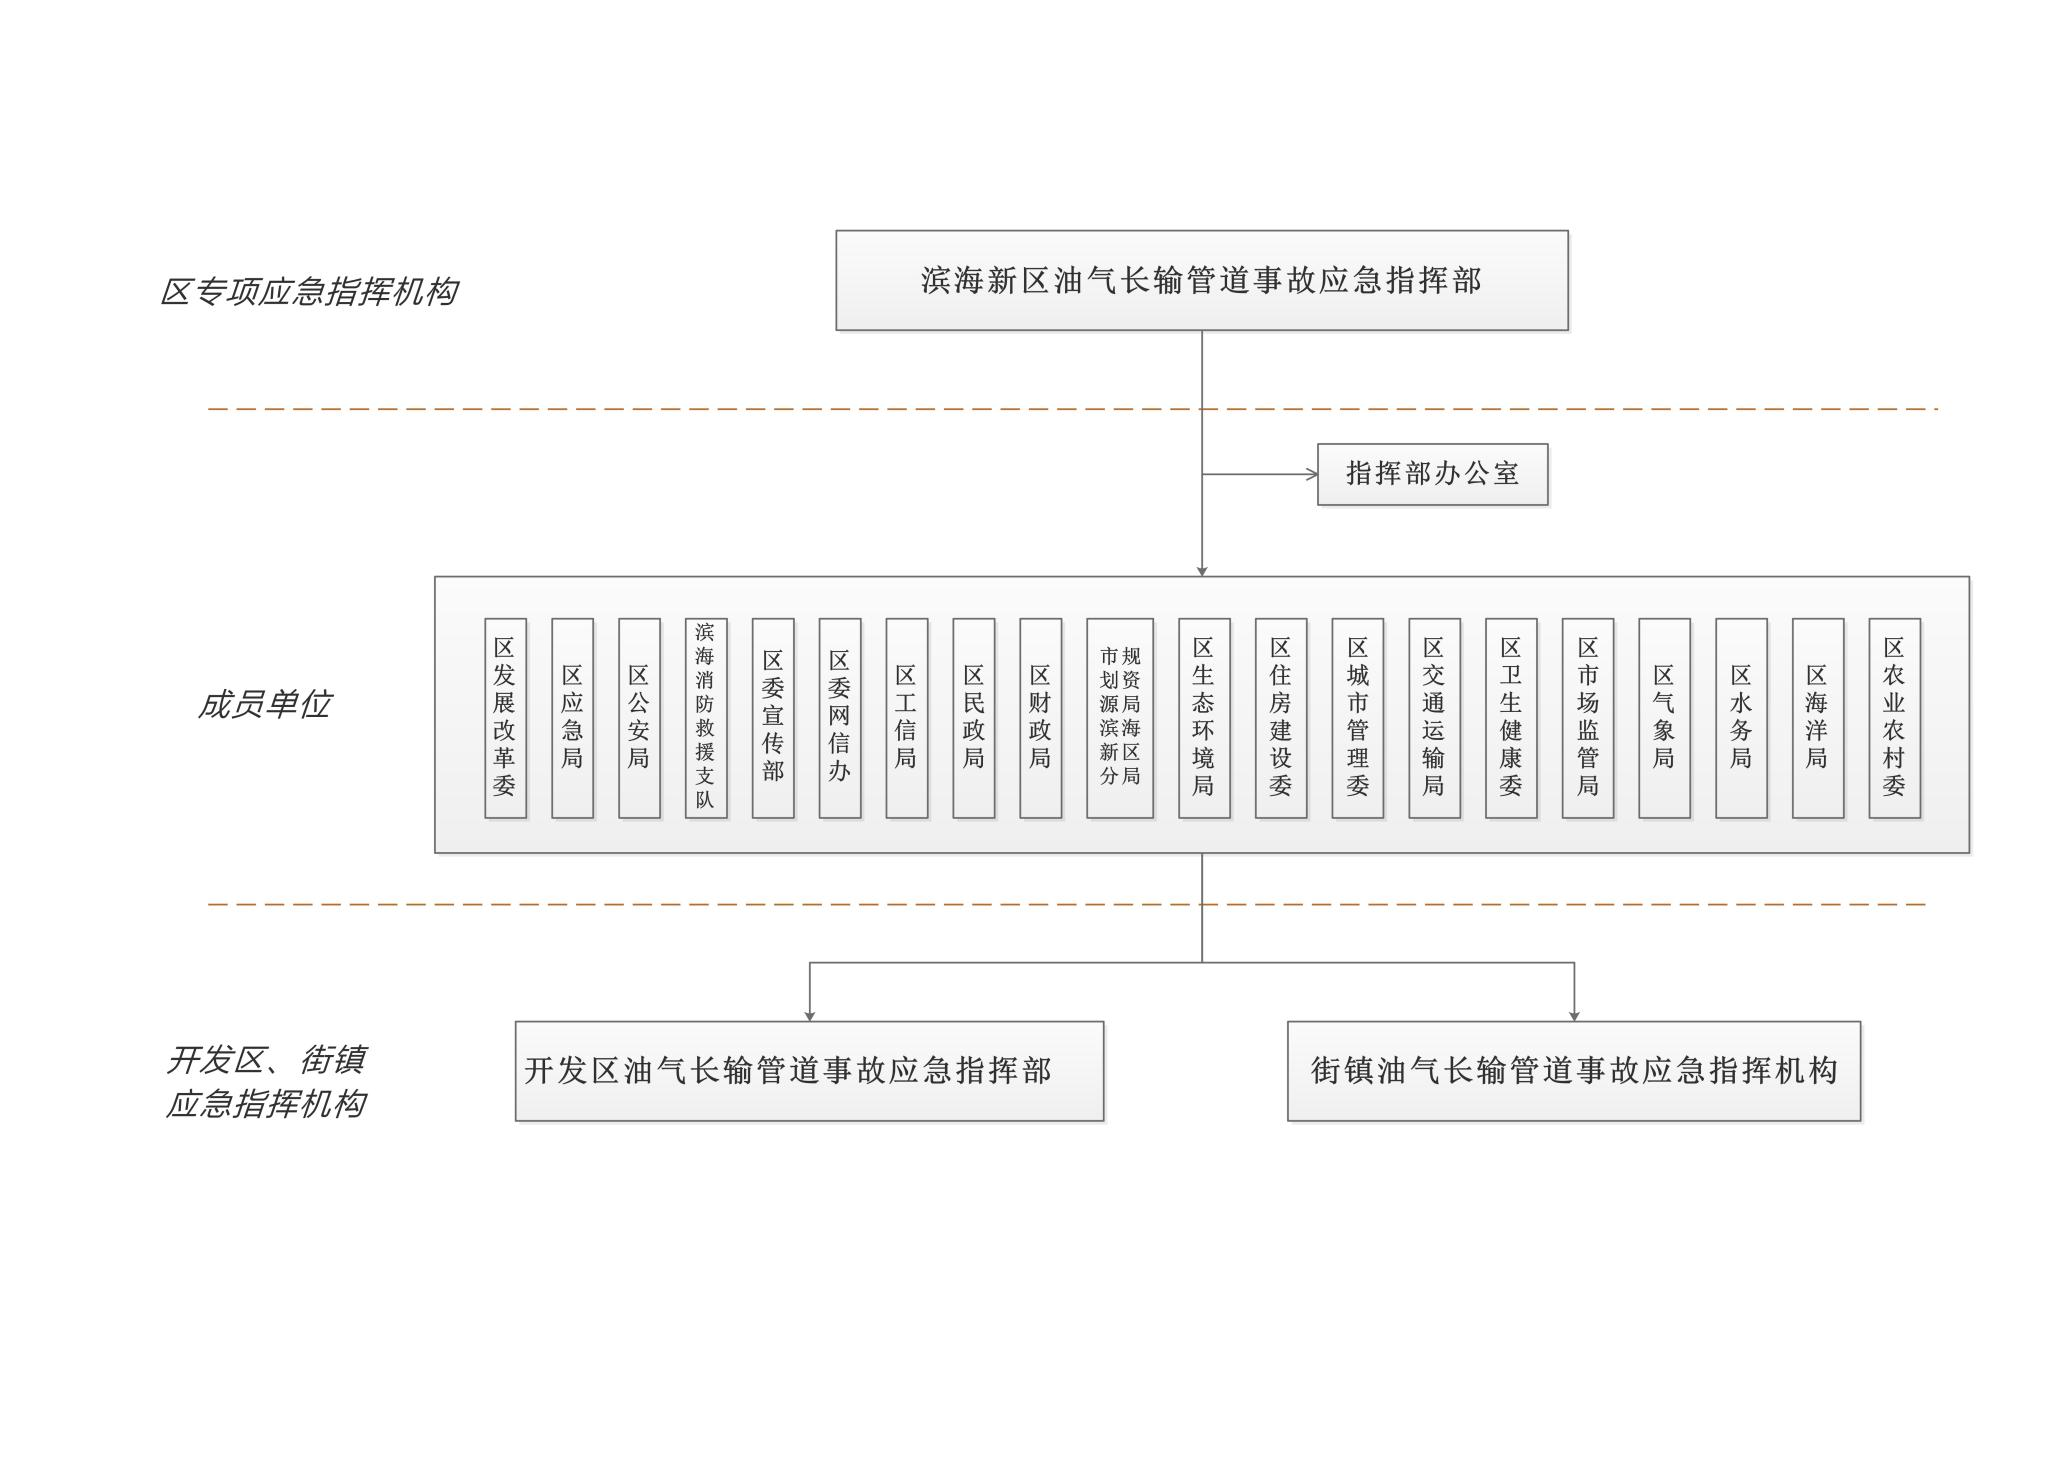 区专项应急指挥机构
滨海新区油气长输管道事故应急指挥部
指挥部办公室
成员单位
区发展改革委
区应急局
区公安局
滨海消防救援支队
区委宣传部
区委网信办
区工信局
区民政局
区财政局
市规
划资
源局
滨海
新区
分局
区生态环境局
区住房建设委
区城市管理委
区交通运输局
区卫生健康委
区市场监管局
区气象局
区水务局
区海洋局
区农业农村委
开发区、街镇
应急指挥机构
开发区油气长输管道事故应急指挥部
街镇油气长输管道事故应急指挥机构